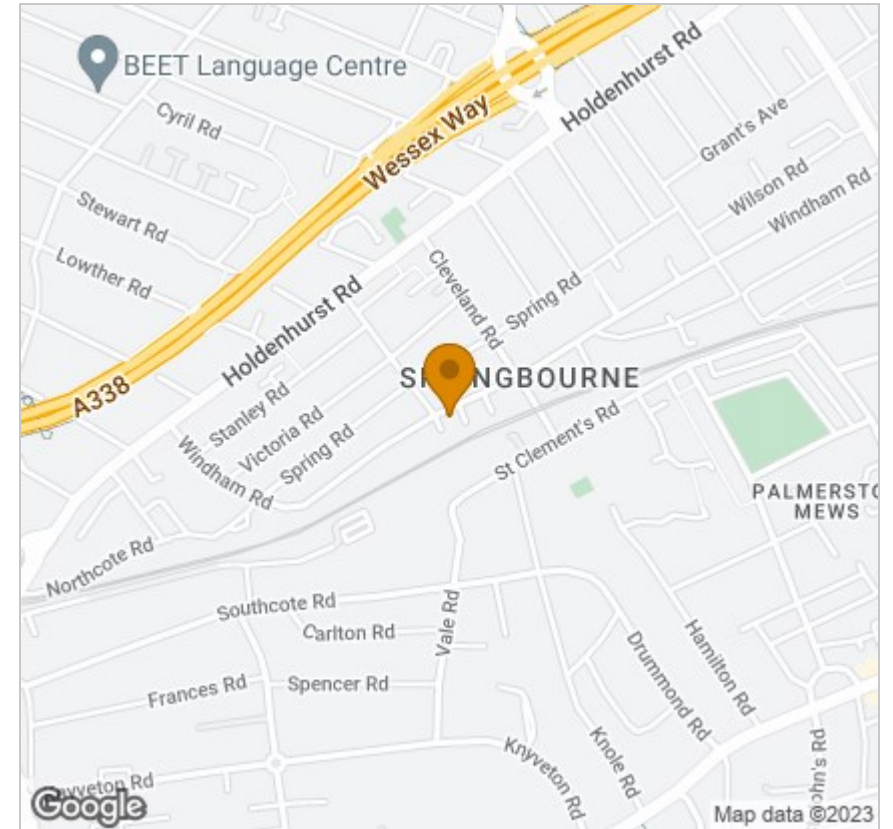 BEET Language Centre
Cyril Rd
Wessex Way
Holdenhurst Rd
Grant's Ave
Wilson Rd
Windham Rd
Stewart Rd
Lowther Rd
Cleveland Rd
Spring Rd
Holdenhurst Rd
A338
Stanley Rd
Victoria Rd
Spring Rd
Windham Rd
St Clement's Rd
PALMERST
MEWS
Northcote Rd
Southcote Rd
Carlton Rd
Vale Rd
Frances Rd
Spencer Rd
Drummond Rd
Hamilton Rd
Knole Rd
Knyveton Rd
Rd
Google
Map data ©2023